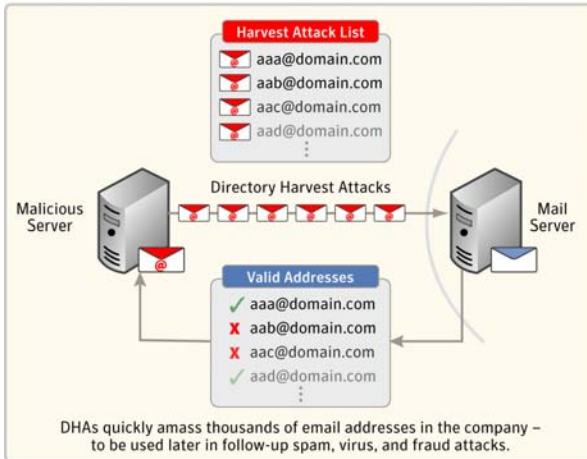 Harvest Attack List
aaa@domain.com
aab@domain.com
aac@domain.com
aad@domain.com
Directory Harvest Attacks
Malicious
Server
Mail
Server
Valid Addresses
aaa@domain.com
aab@domain.com
aac@domain.com
aad@domain.com
DHAs quickly amass thousands of email addresses in the company –
to be used later in follow-up spam, virus, and fraud attacks.